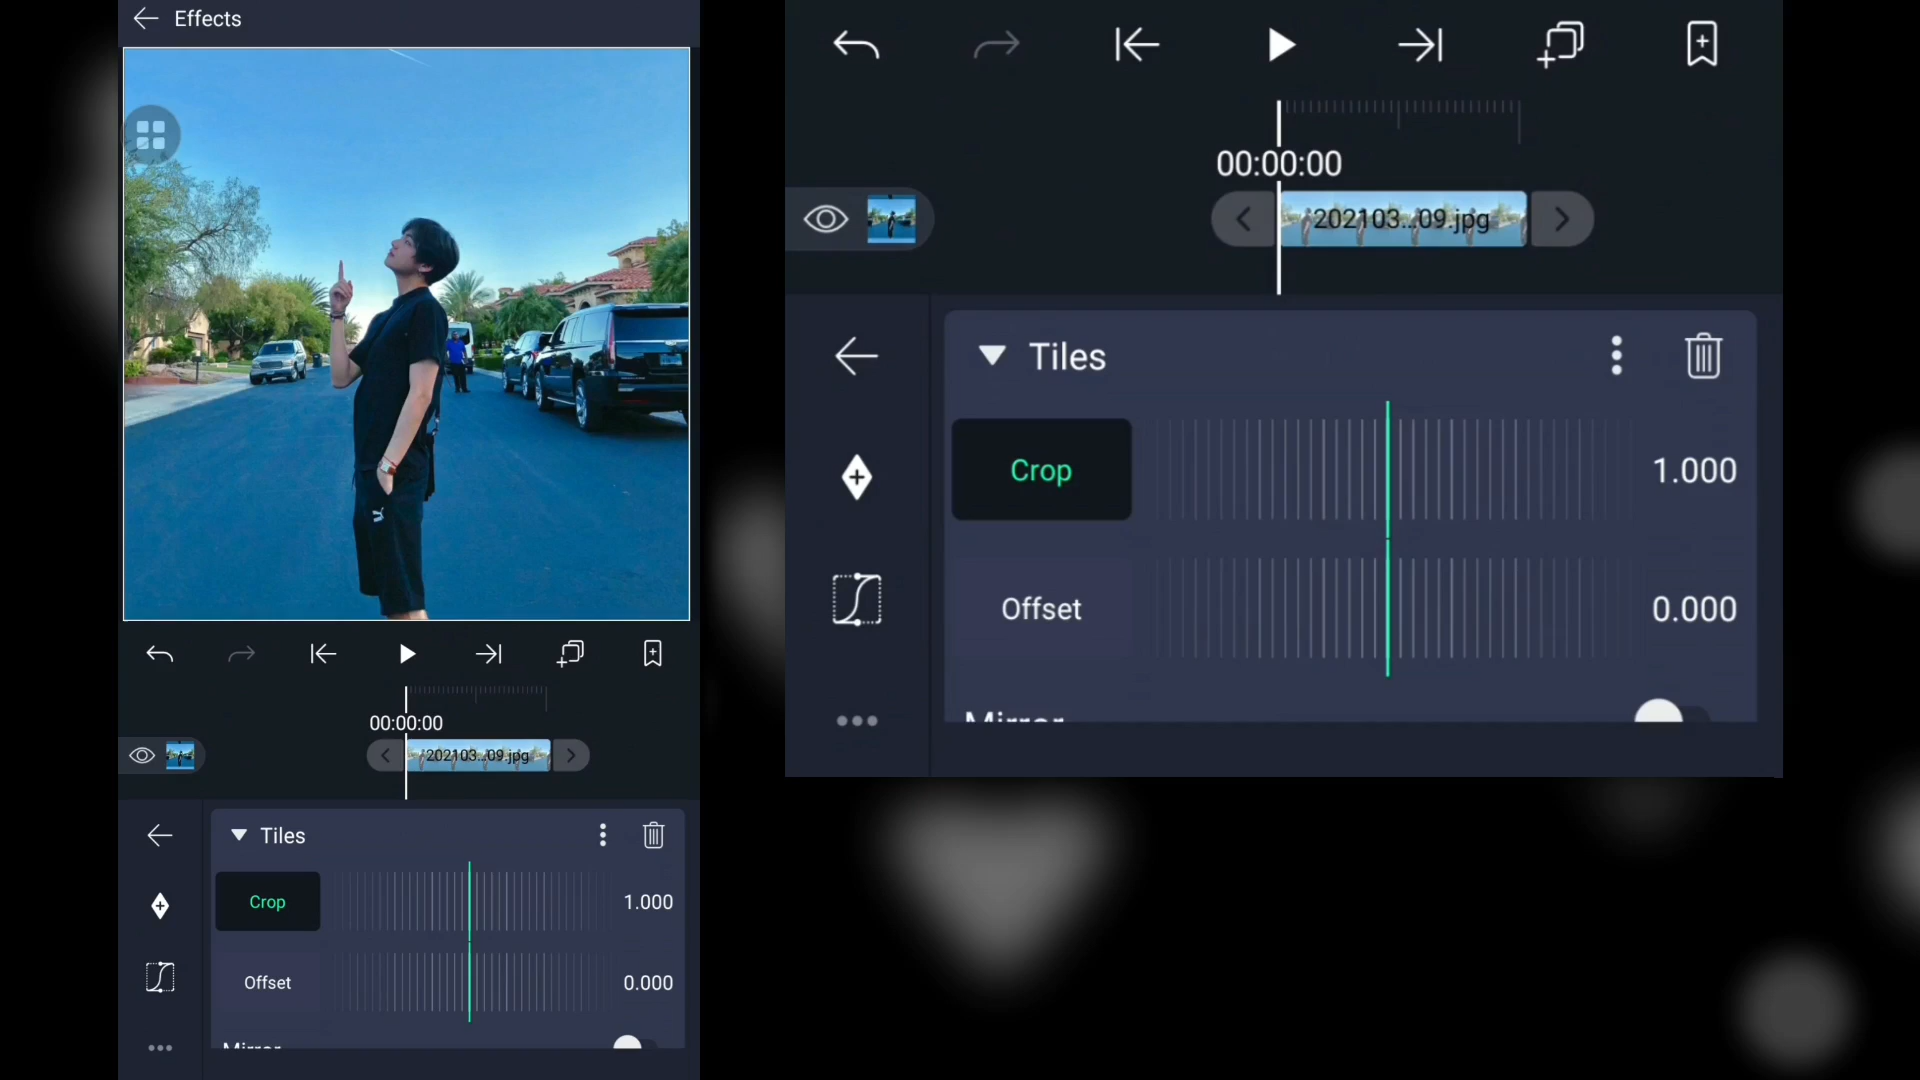 Effects
00:00:00
202103...09.jpg
Tiles
Crop
1.000
Offset
0.000
Mirror
00:00:00
202103...09.jpg
Tiles
Crop
1.000
Offset
0.000
Mirror